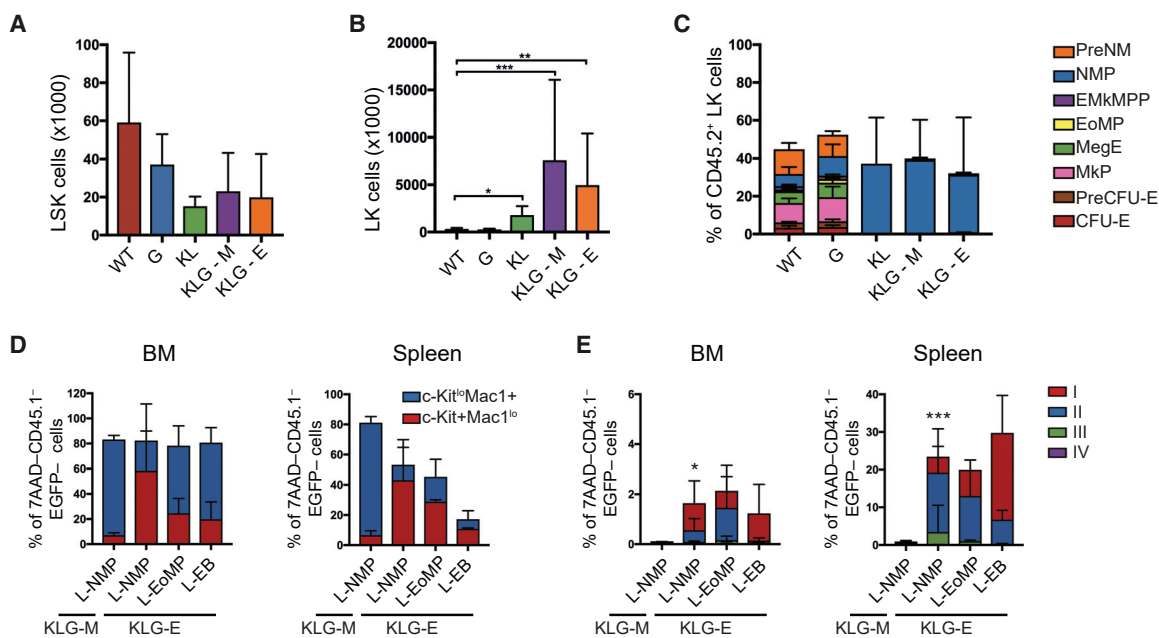 A
LSK cells (x1000)
100
80
60
40
20
0
WT
G
KL
KLG - M
KLG - E
B
LK cells (x1000)
20000
15000
10000
5000
0
**
***
*
WT
G
KL
KLG - M
KLG - E
C
% of CD45.2⁺ LK cells
100
80
60
40
20
0
WT
G
KL
KLG - M
KLG - E
PreNM
NMP
EMkMPP
EoMP
MegE
MkP
PreCFU-E
CFU-E
D
BM
% of 7AAD–CD45.1⁻
EGFP– cells
120
100
80
60
40
20
0
L-NMP
L-NMP
L-EoMP
L-EB
KLG-M
KLG-E
Spleen
% of 7AAD–CD45.1⁻
EGFP– cells
100
80
60
40
20
0
c-KitˡᵒMac1+
c-Kit+Mac1ˡᵒ
L-NMP
L-NMP
L-EoMP
L-EB
KLG-M
KLG-E
E
BM
% of 7AAD–CD45.1⁻
EGFP– cells
6
4
2
0
*
L-NMP
L-NMP
L-EoMP
L-EB
KLG-M
KLG-E
Spleen
% of 7AAD–CD45.1⁻
EGFP– cells
40
30
20
10
0
***
L-NMP
L-NMP
L-EoMP
L-EB
KLG-M
KLG-E
I
II
III
IV